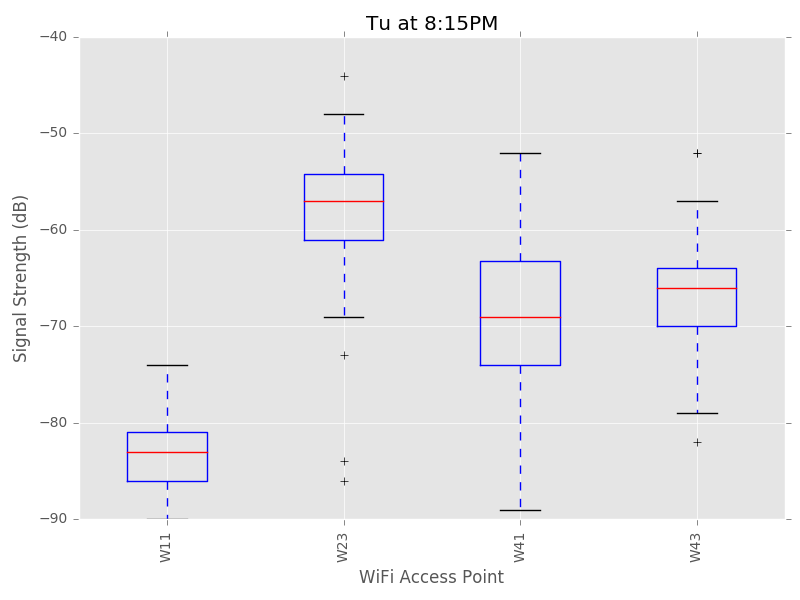 Tu at 8:15PM
−40
−50
−60
−70
−80
−90
Signal Strength (dB)
W11
W23
W41
W43
WiFi Access Point